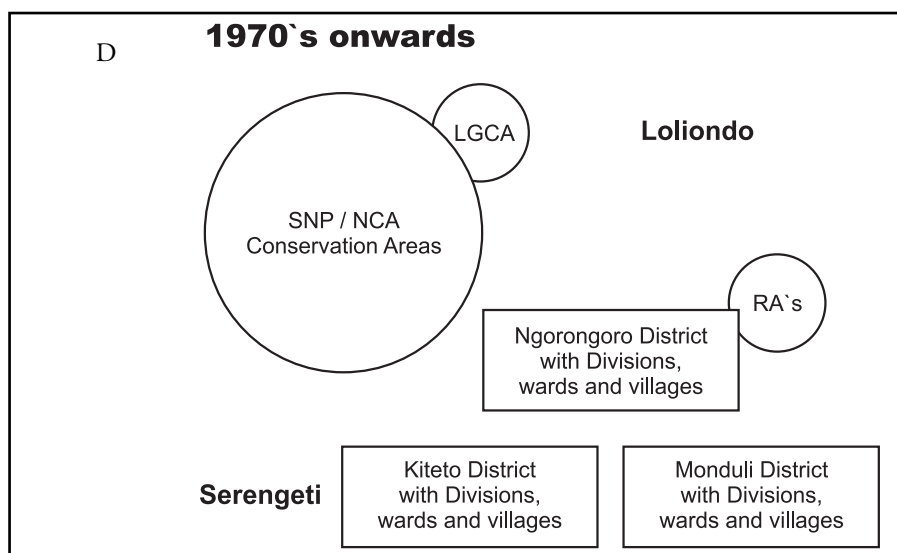 D
1970`s onwards
LGCA
Loliondo
SNP / NCA
Conservation Areas
RA`s
Ngorongoro District
with Divisions,
wards and villages
Serengeti
Kiteto District
with Divisions,
wards and villages
Monduli District
with Divisions,
wards and villages